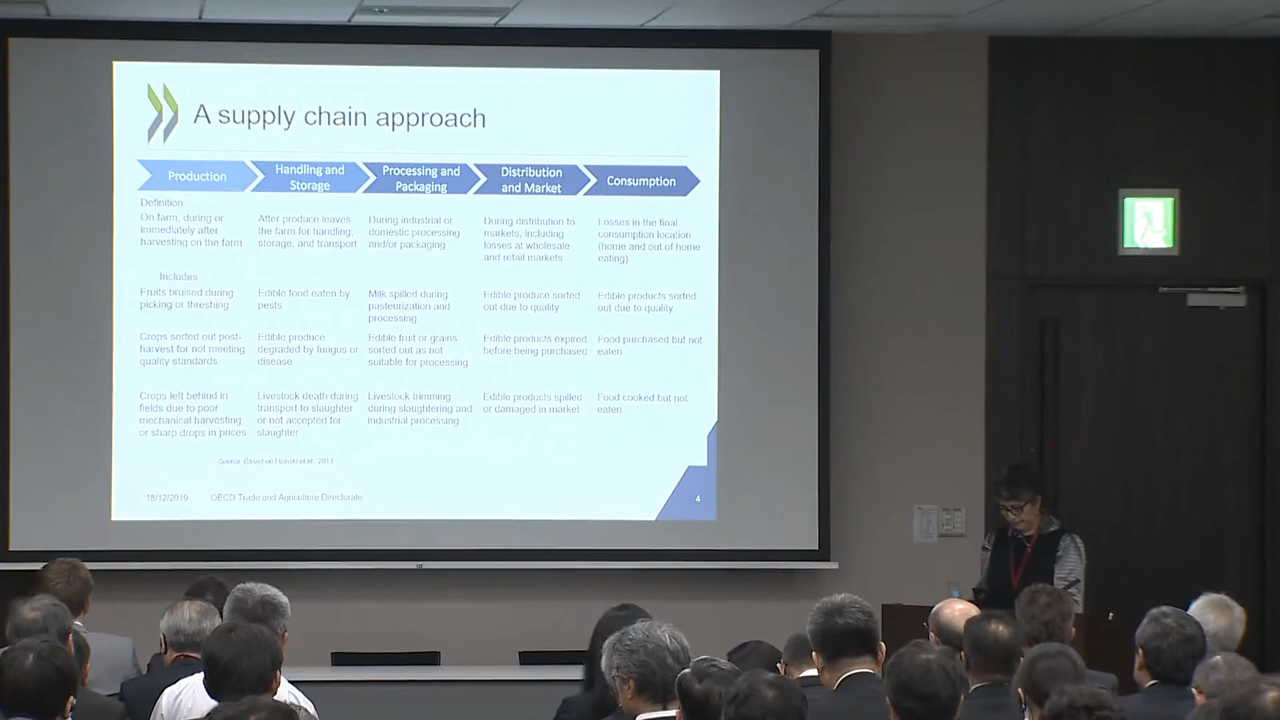 A supply chain approach
Production
Handling and
Storage
Processing and
Packaging
Distribution
and Market
Consumption
Definition
On farm, during or
immediately after
harvesting on the farm
After produce leaves
the farm for handling,
storage, and transport
During industrial or
domestic processing
and/or packaging
During distribution to
markets, including
losses at wholesale
and retail markets
Losses in the final
consumption location
(home and out of home
eating)
Includes
Fruits bruised during
picking or threshing
Edible food eaten by
pests
Milk spilled during
pasteurization and
processing
Edible produce sorted
out due to quality
Edible products sorted
out due to quality
Crops sorted out post-
harvest for not meeting
quality standards
Edible produce
degraded by fungus or
disease
Edible fruit or grains
sorted out as not
suitable for processing
Edible products expired
before being purchased
Food purchased but not
eaten
Crops left behind in
fields due to poor
mechanical harvesting
or sharp drops in prices
Livestock death during
transport to slaughter
or not accepted for
slaughter
Livestock trimming
during slaughtering and
industrial processing
Edible products spilled
or damaged in market
Food cooked but not
eaten
Source: Based on Lipinski et al., 2013
18/12/2019
OECD Trade and Agriculture Directorate
4